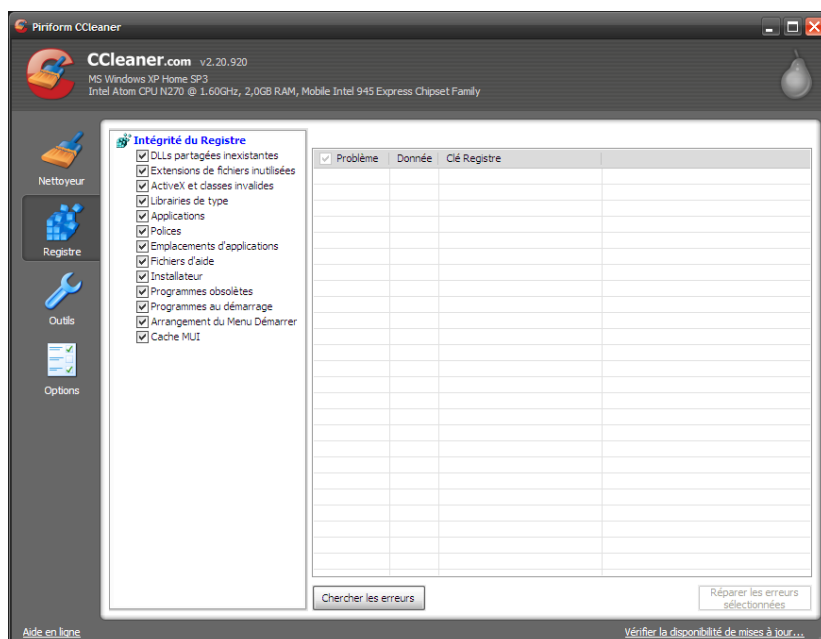 Piriform CCleaner
CCleaner.com v2.20.920
MS Windows XP Home SP3
Intel Atom CPU N270 @ 1.60GHz, 2,0GB RAM, Mobile Intel 945 Express Chipset Family
Nettoyeur
Registre
Outils
Options
Intégrité du Registre
DLLs partagées inexistantes
Extensions de fichiers inutilisées
ActiveX et classes invalides
Librairies de type
Applications
Polices
Emplacements d'applications
Fichiers d'aide
Installateur
Programmes obsolètes
Programmes au démarrage
Arrangement du Menu Démarrer
Cache MUI
Problème Donnée Clé Registre
Chercher les erreurs
Réparer les erreurs
sélectionnées
Aide en ligne
Vérifier la disponibilité de mises à jour...